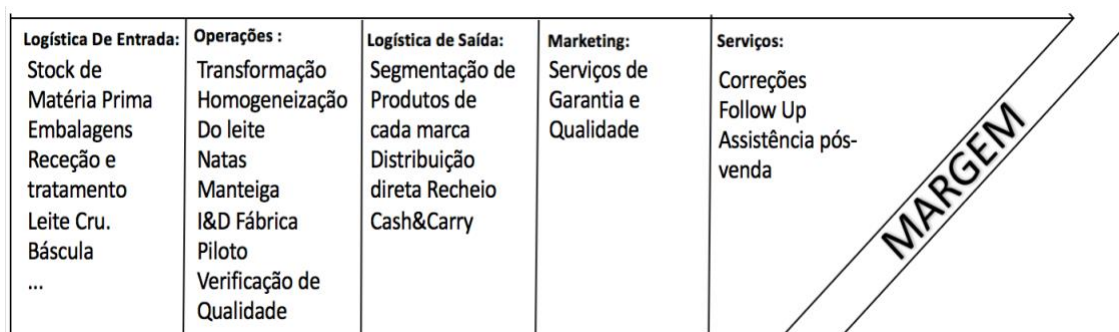 Logística De Entrada:
Stock de
Matéria Prima
Embalagens
Receção e
tratamento
Leite Cru.
Báscula
...
Operações :
Transformação
Homogeneização
Do leite
Natas
Manteiga
I&D Fábrica
Piloto
Verificação de
Qualidade
Logística de Saída:
Segmentação de
Produtos de
cada marca
Distribuição
direta Recheio
Cash&Carry
Marketing:
Serviços de
Garantia e
Qualidade
Serviços:
Correções
Follow Up
Assistência pós-
venda
MARGEM